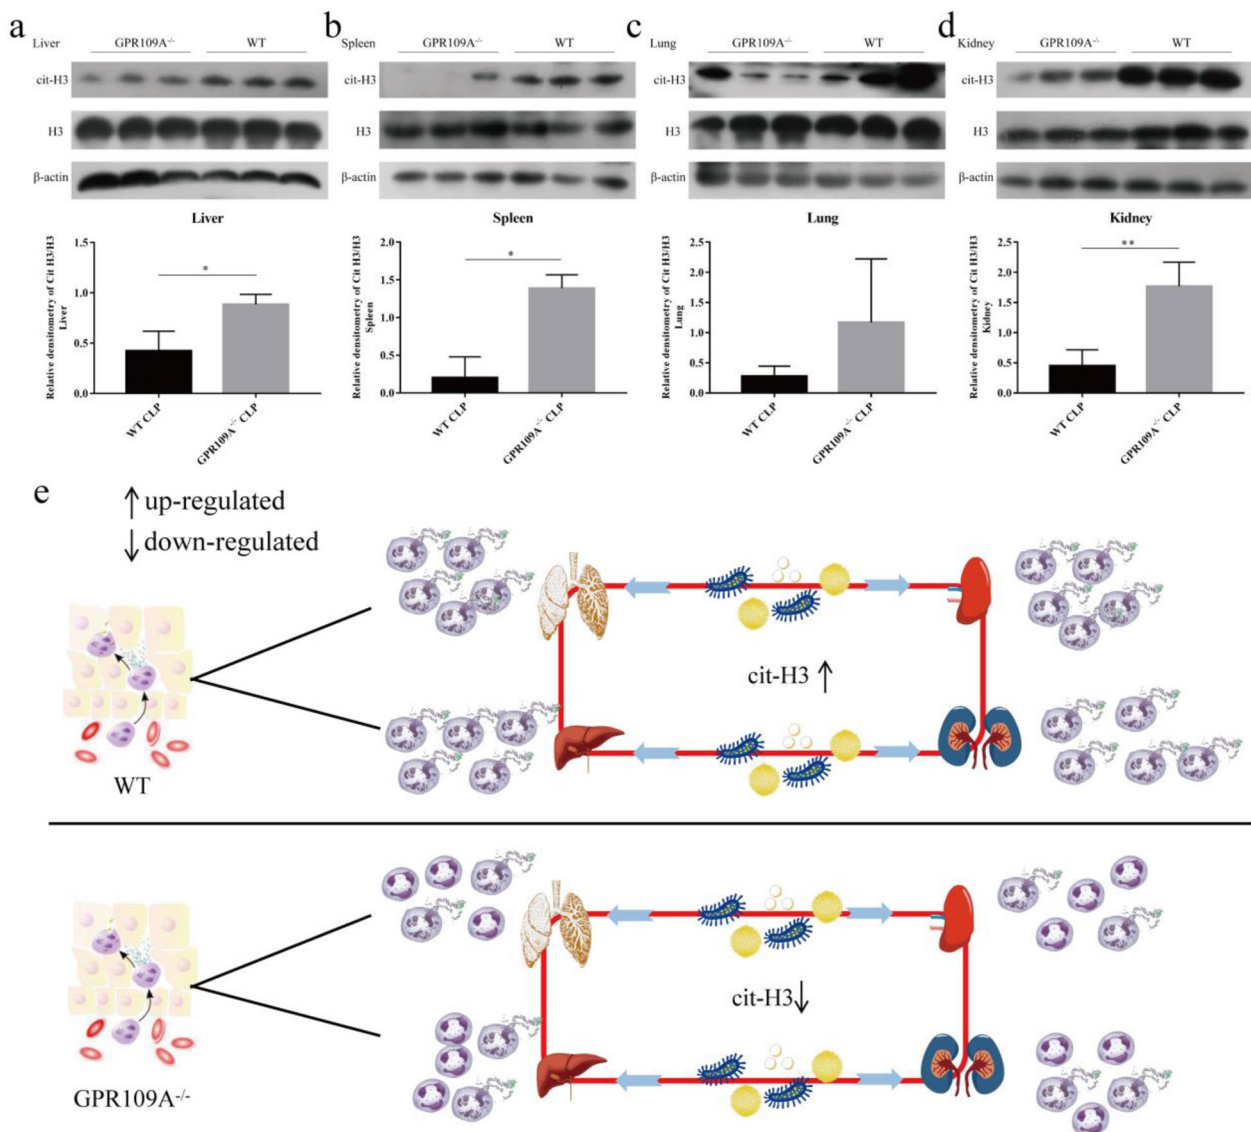 a
Liver GPR109A-/- WT
cit-H3
H3
β-actin
Liver
Relative densitometry of Cit H3/H3
Liver
1.5
1.0
0.5
0.0
*
WT CLP
GPR109A-/- CLP
b
Spleen GPR109A-/- WT
cit-H3
H3
β-actin
Spleen
Relative densitometry of Cit H3/H3
Spleen
2.0
1.5
1.0
0.5
0.0
*
WT CLP
GPR109A-/- CLP
c
Lung GPR109A-/- WT
cit-H3
H3
β-actin
Lung
Relative densitometry of Cit H3/H3
Lung
2.5
2.0
1.5
1.0
0.5
0.0
WT CLP
GPR109A-/- CLP
d
Kidney GPR109A-/- WT
cit-H3
H3
β-actin
Kidney
Relative densitometry of Cit H3/H3
Kidney
2.5
2.0
1.5
1.0
0.5
0.0
**
WT CLP
GPR109A-/- CLP
e
↑ up-regulated
↓ down-regulated
cit-H3 ↑
WT
cit-H3↓
GPR109A-/-